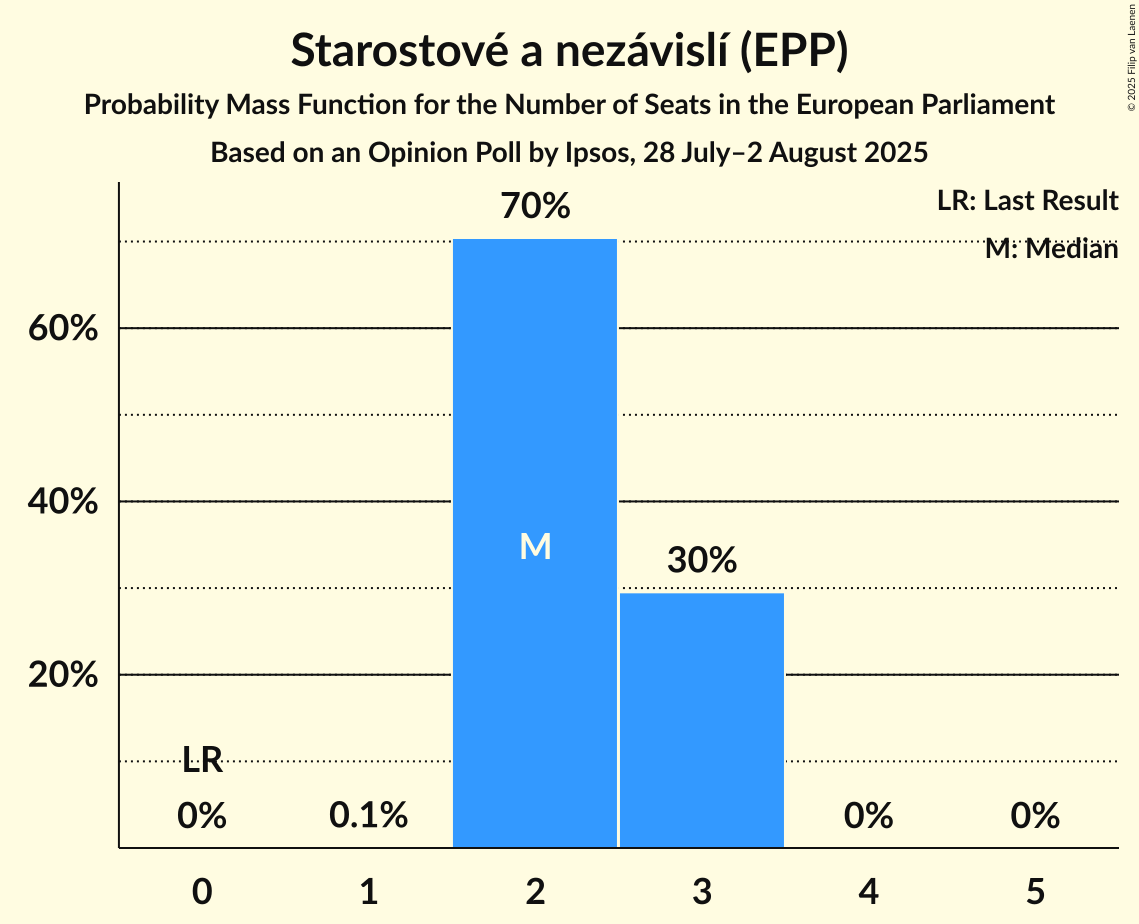 Starostové a nezávislí (EPP)
Probability Mass Function for the Number of Seats in the European Parliament
Based on an Opinion Poll by Ipsos, 28 July–2 August 2025
© 2025 Filip van Laenen
LR: Last Result
M: Median
70%
60%
40%
M
30%
20%
LR
0%
0.1%
0%
0%
0
1
2
3
4
5